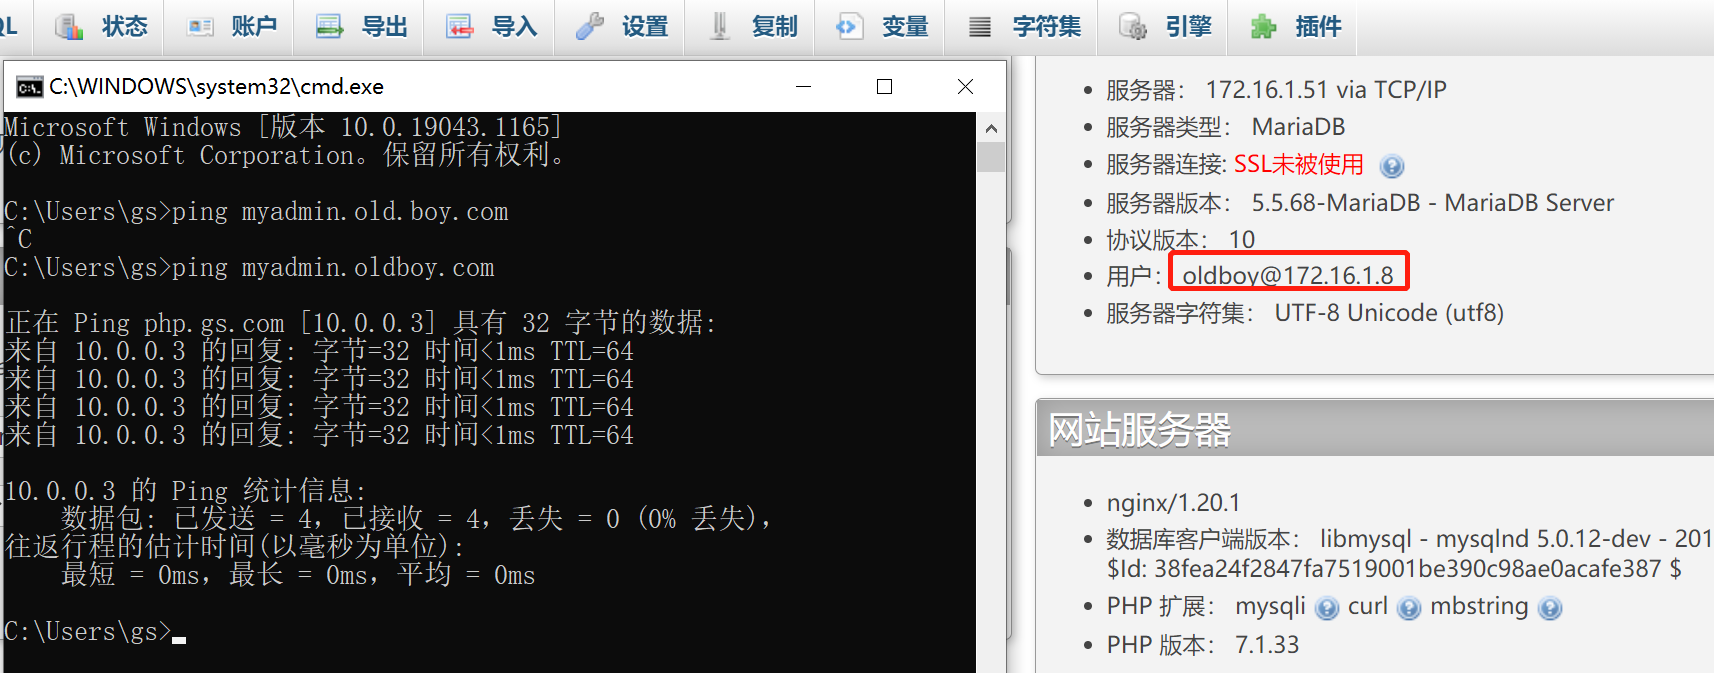 QL 状态 账户 导出 导入 设置 复制 变量 字符集 引擎 插件
C:\WINDOWS\system32\cmd.exe
Microsoft Windows [版本 10.0.19043.1165]
(c) Microsoft Corporation。保留所有权利。
C:\Users\gs>ping myadmin.old.boy.com
^C
C:\Users\gs>ping myadmin.oldboy.com
正在 Ping php.gs.com [10.0.0.3] 具有 32 字节的数据:
来自 10.0.0.3 的回复: 字节=32 时间<1ms TTL=64
来自 10.0.0.3 的回复: 字节=32 时间<1ms TTL=64
来自 10.0.0.3 的回复: 字节=32 时间<1ms TTL=64
来自 10.0.0.3 的回复: 字节=32 时间<1ms TTL=64
10.0.0.3 的 Ping 统计信息:
数据包: 已发送 = 4，已接收 = 4，丢失 = 0 (0% 丢失)，
往返行程的估计时间(以毫秒为单位):
最短 = 0ms，最长 = 0ms，平均 = 0ms
C:\Users\gs>
服务器： 172.16.1.51 via TCP/IP
服务器类型： MariaDB
服务器连接: SSL未被使用
服务器版本： 5.5.68-MariaDB - MariaDB Server
协议版本： 10
用户： oldboy@172.16.1.8
服务器字符集： UTF-8 Unicode (utf8)
网站服务器
nginx/1.20.1
数据库客户端版本： libmysql - mysqlnd 5.0.12-dev - 201
$Id: 38fea24f2847fa7519001be390c98ae0acafe387 $
PHP 扩展： mysqli curl mbstring
PHP 版本： 7.1.33